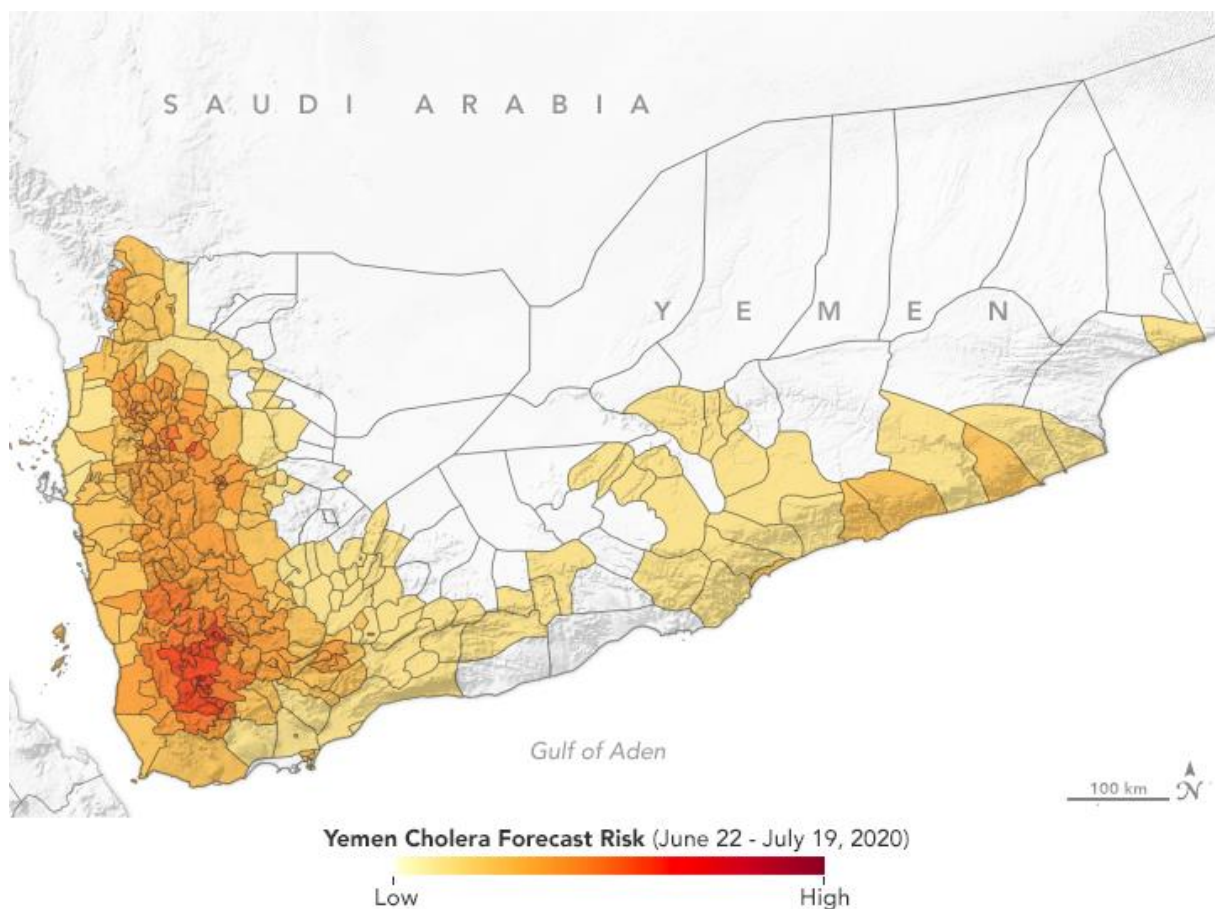 SAUDI ARABIA
YEMEN
Gulf of Aden
100 km
N
Yemen Cholera Forecast Risk (June 22 - July 19, 2020)
Low High